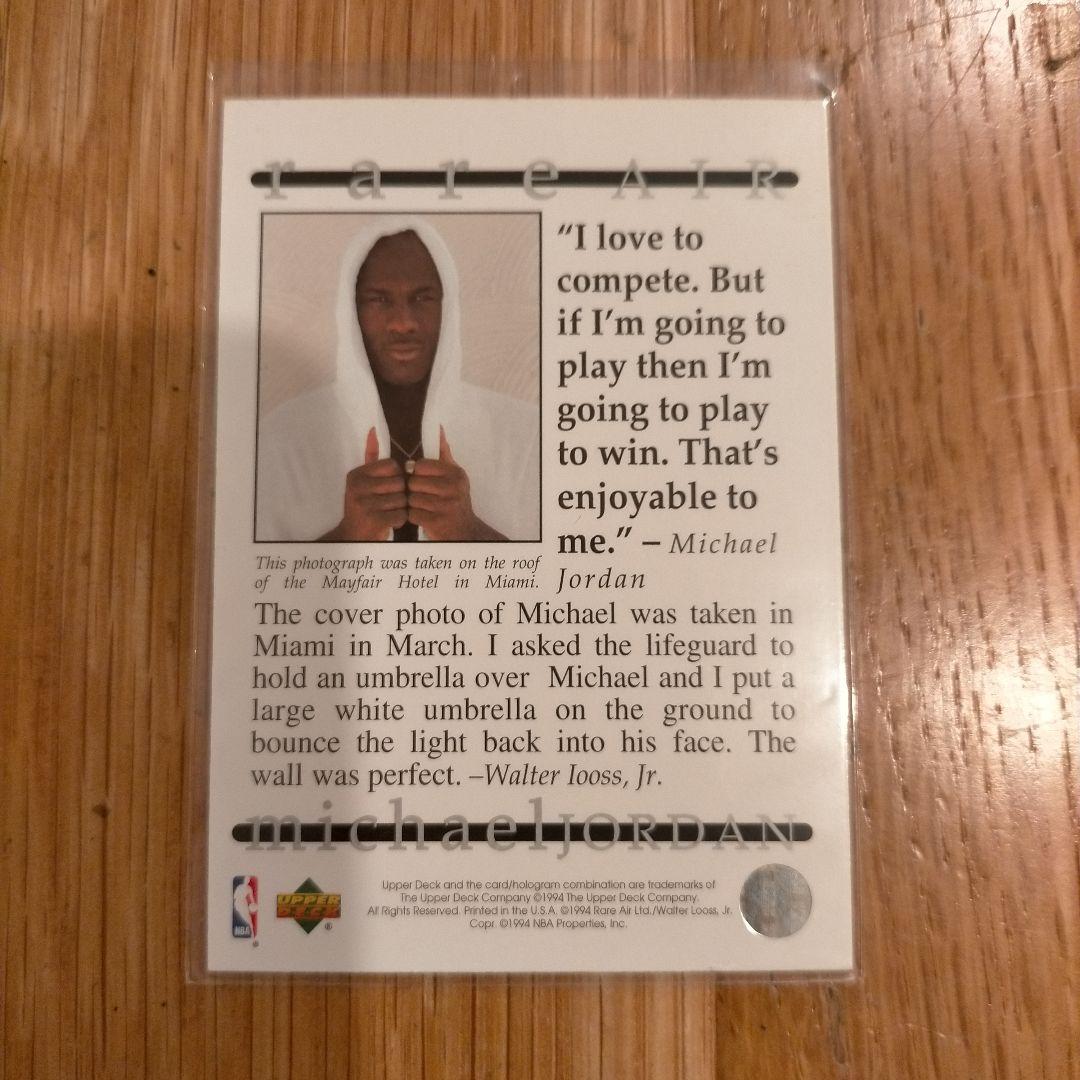 rare AIR
“I love to
compete. But
if I’m going to
play then I’m
going to play
to win. That’s
enjoyable to
me.” – Michael
Jordan
This photograph was taken on the roof
of the Mayfair Hotel in Miami.
The cover photo of Michael was taken in
Miami in March. I asked the lifeguard to
hold an umbrella over Michael and I put a
large white umbrella on the ground to
bounce the light back into his face. The
wall was perfect. –Walter Iooss, Jr.
michaelJORDAN
NBA
®
UPPER
DECK
®
Upper Deck and the card/hologram combination are trademarks of
The Upper Deck Company ©1994 The Upper Deck Company.
All Rights Reserved. Printed in the U.S.A. ©1994 Rare Air Ltd./Walter Looss, Jr.
Copr. ©1994 NBA Properties, Inc.